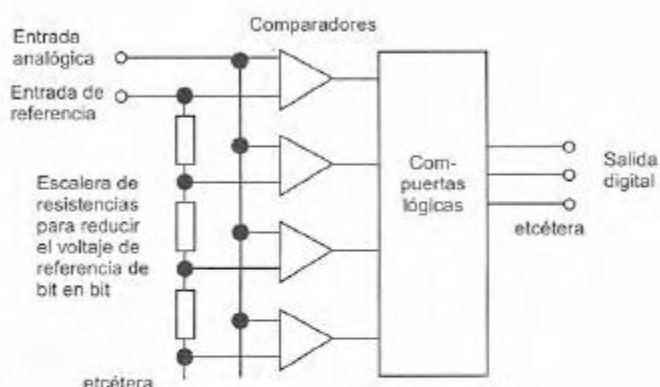 Comparadores
Entrada
analógica
Entrada de
referencia
Escalera de
resistencias
para reducir
el voltaje de
referencia de
bit en bit
etcétera
Com-
puertas
lógicas
Salida
digital
etcétera